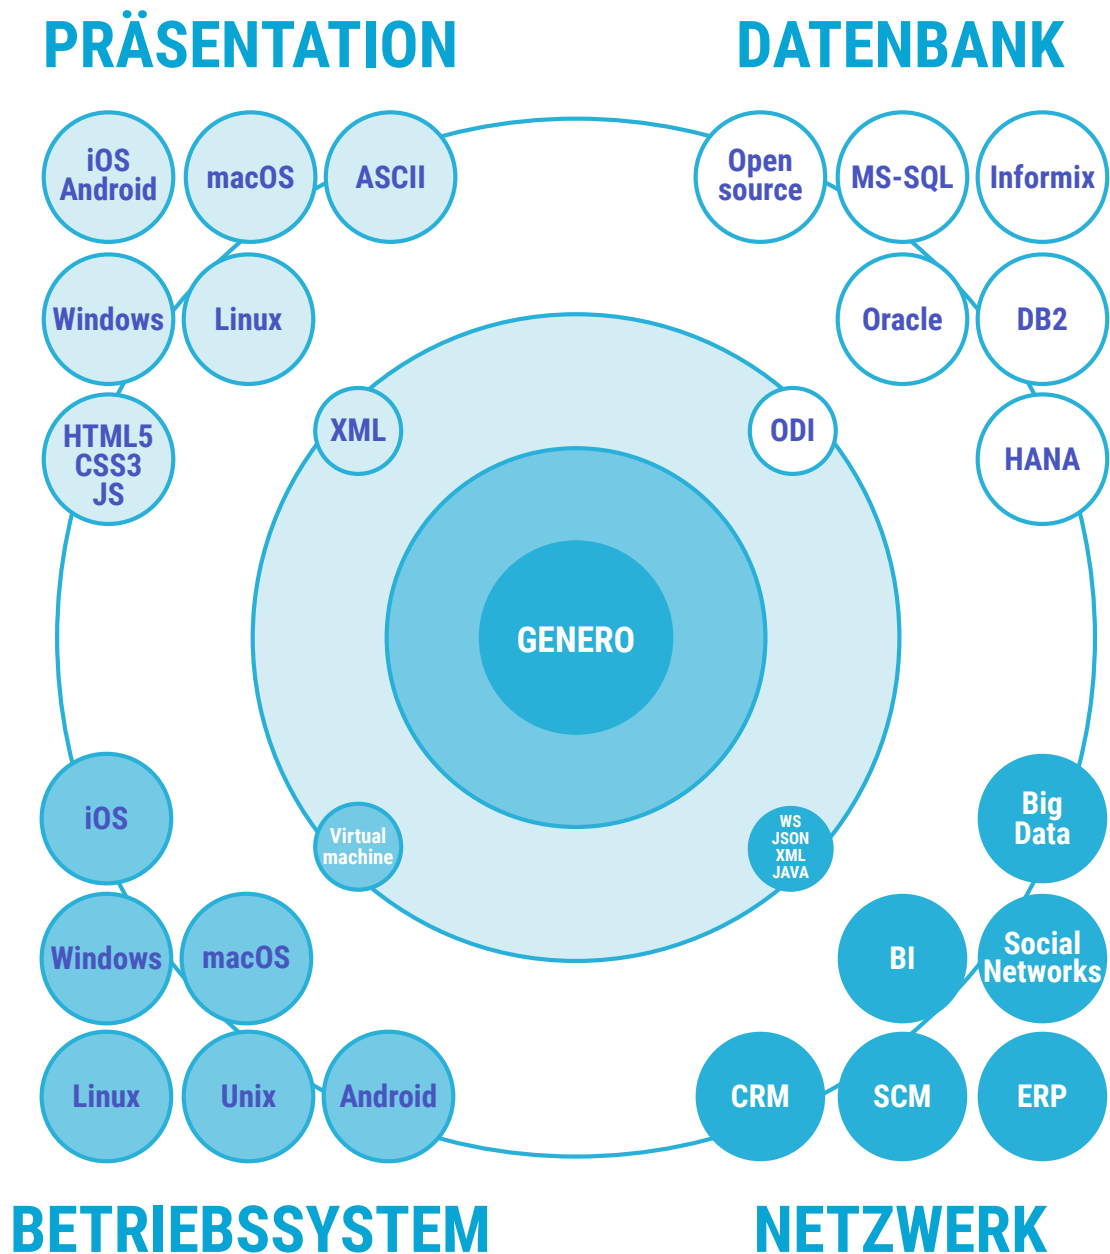 PRÄSENTATION
DATENBANK
iOS
Android
macOS
ASCII
Open
source
MS-SQL
Informix
Windows
Linux
Oracle
DB2
HTML5
CSS3
JS
XML
ODI
HANA
GENERO
iOS
Virtual
machine
WS
JSON
XML
JAVA
Big
Data
Windows
macOS
BI
Social
Networks
Linux
Unix
Android
CRM
SCM
ERP
BETRIEBSSYSTEM
NETZWERK